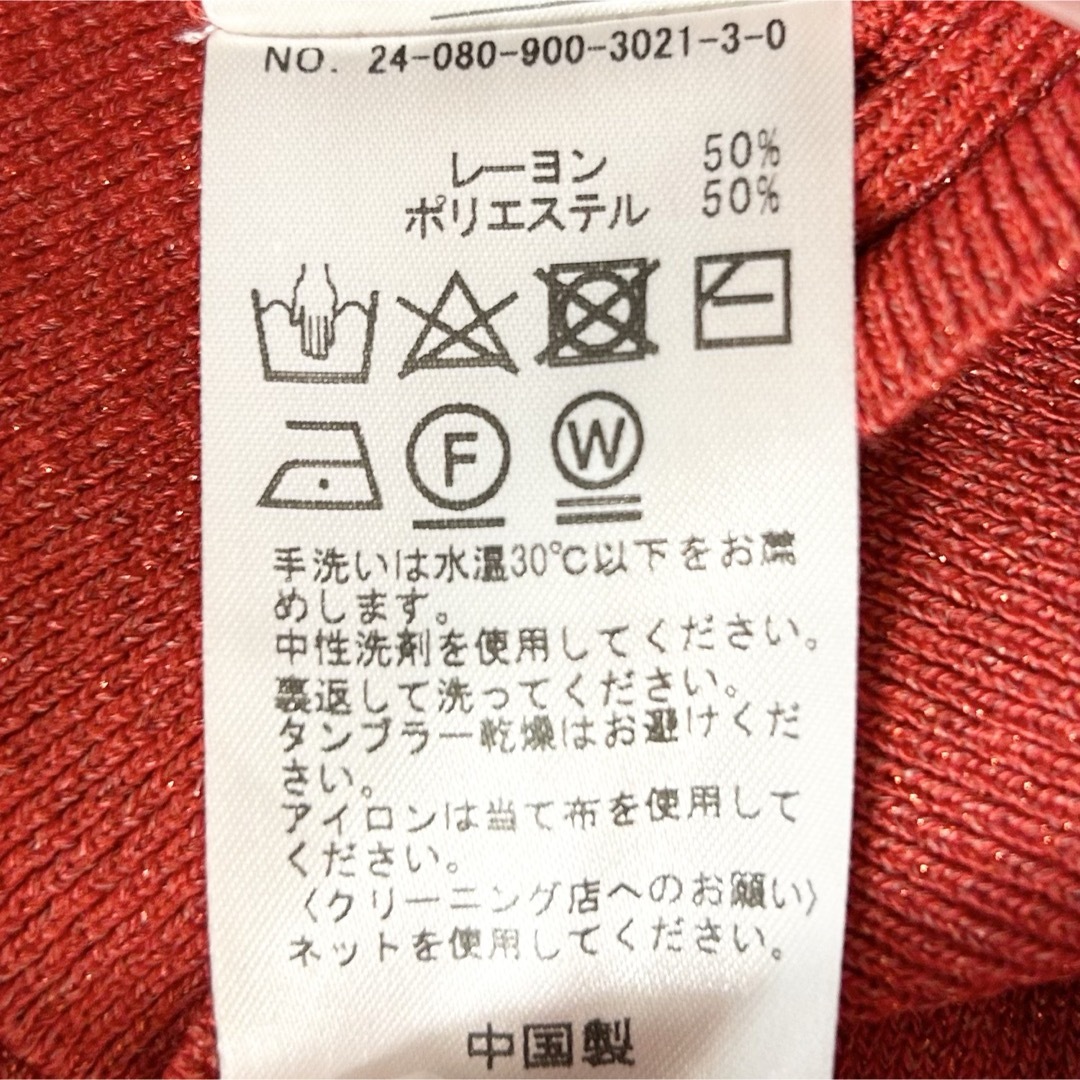 NO. 24-080-900-3021-3-0
レーヨン 50%
ポリエステル 50%
F
W
手洗いは水温30℃以下をお薦
めします。
中性洗剤を使用してください。
裏返して洗ってください。
タンブラー乾燥はお避けくだ
さい。
アイロンは当て布を使用して
ください。
〈クリーニング店へのお願い〉
ネットを使用してください。
中国製